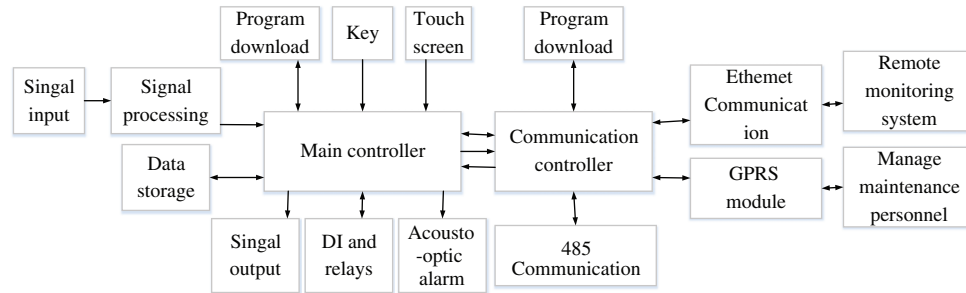 Program
download
Key
Touch
screen
Program
download
Singal
input
Signal
processing
Main controller
Communication
controller
Ethemet
Communicat
ion
Remote
monitoring
system
Data
storage
GPRS
module
Manage
maintenance
personnel
Singal
output
DI and
relays
Acousto
-optic
alarm
485
Communication